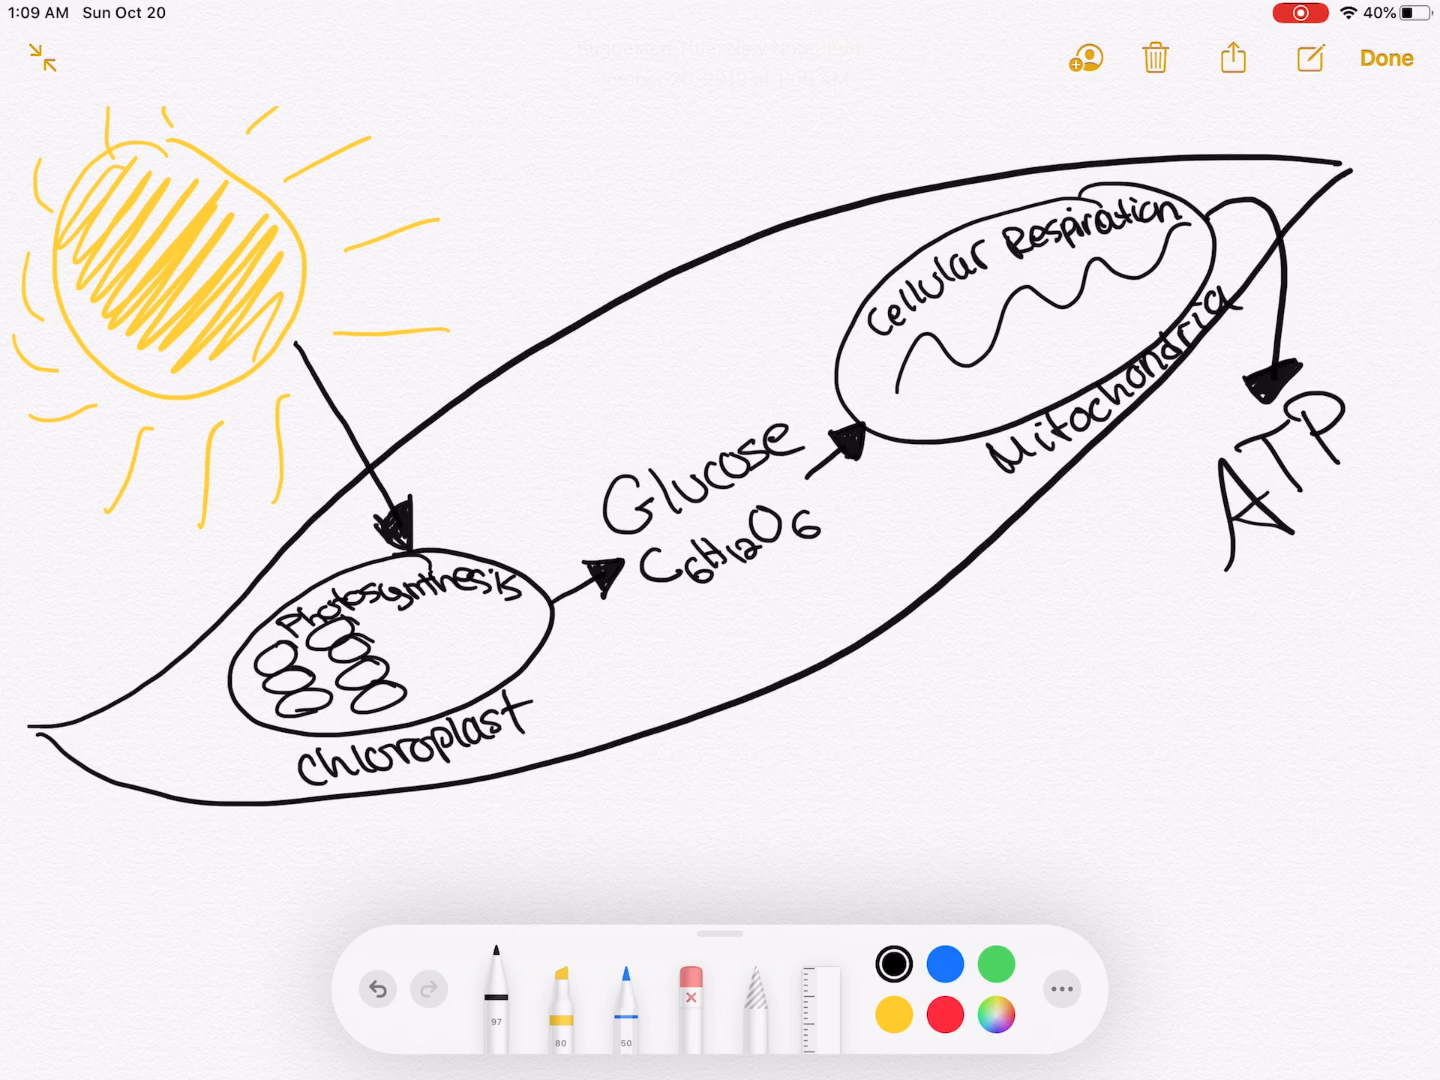 1:09 AM Sun Oct 20
40%
Done
Cellular Respiration
Mitochondria
Glucose
C6H12O6
ATP
Photosynthesis
Chloroplast
97
80
50